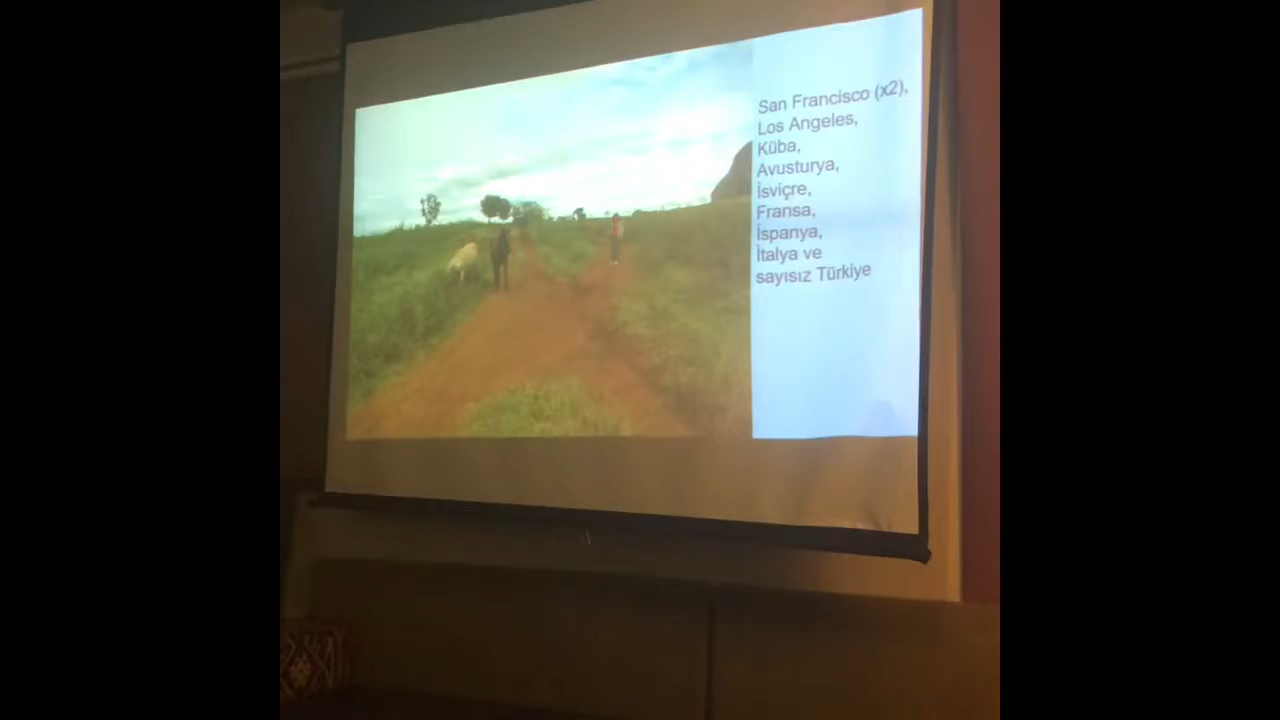 San Francisco (x2),
Los Angeles,
Küba,
Avusturya,
İsviçre,
Fransa,
İspanya,
İtalya ve
sayısız Türkiye